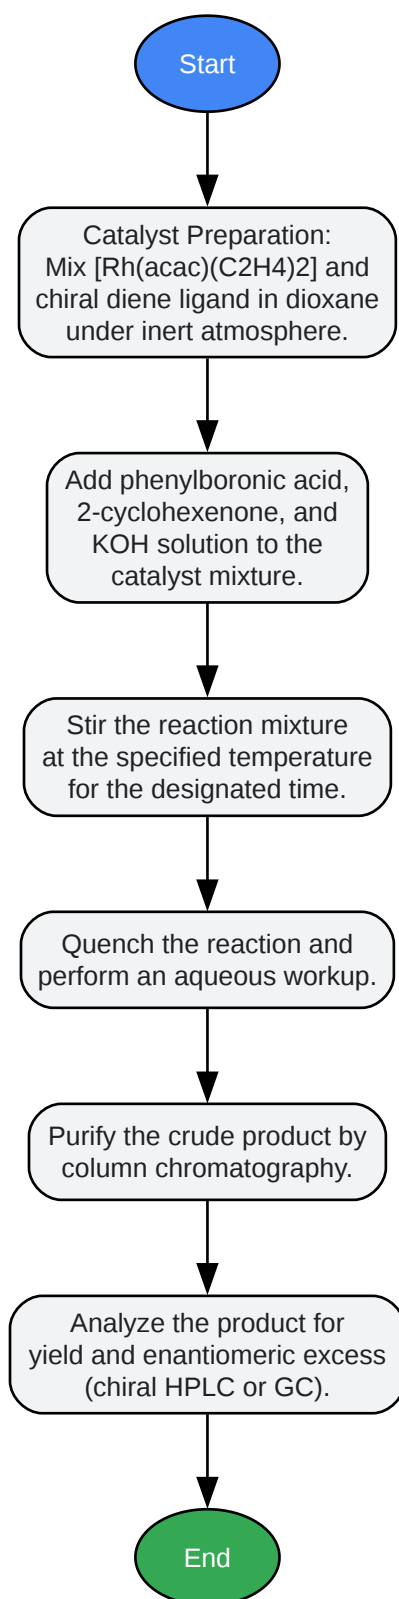 Start
Catalyst Preparation:
Mix [Rh(acac)(C2H4)2] and
chiral diene ligand in dioxane
under inert atmosphere.
Add phenylboronic acid,
2-cyclohexenone, and
KOH solution to the
catalyst mixture.
Stir the reaction mixture
at the specified temperature
for the designated time.
Quench the reaction and
perform an aqueous workup.
Purify the crude product by
column chromatography.
Analyze the product for
yield and enantiomeric excess
(chiral HPLC or GC).
End